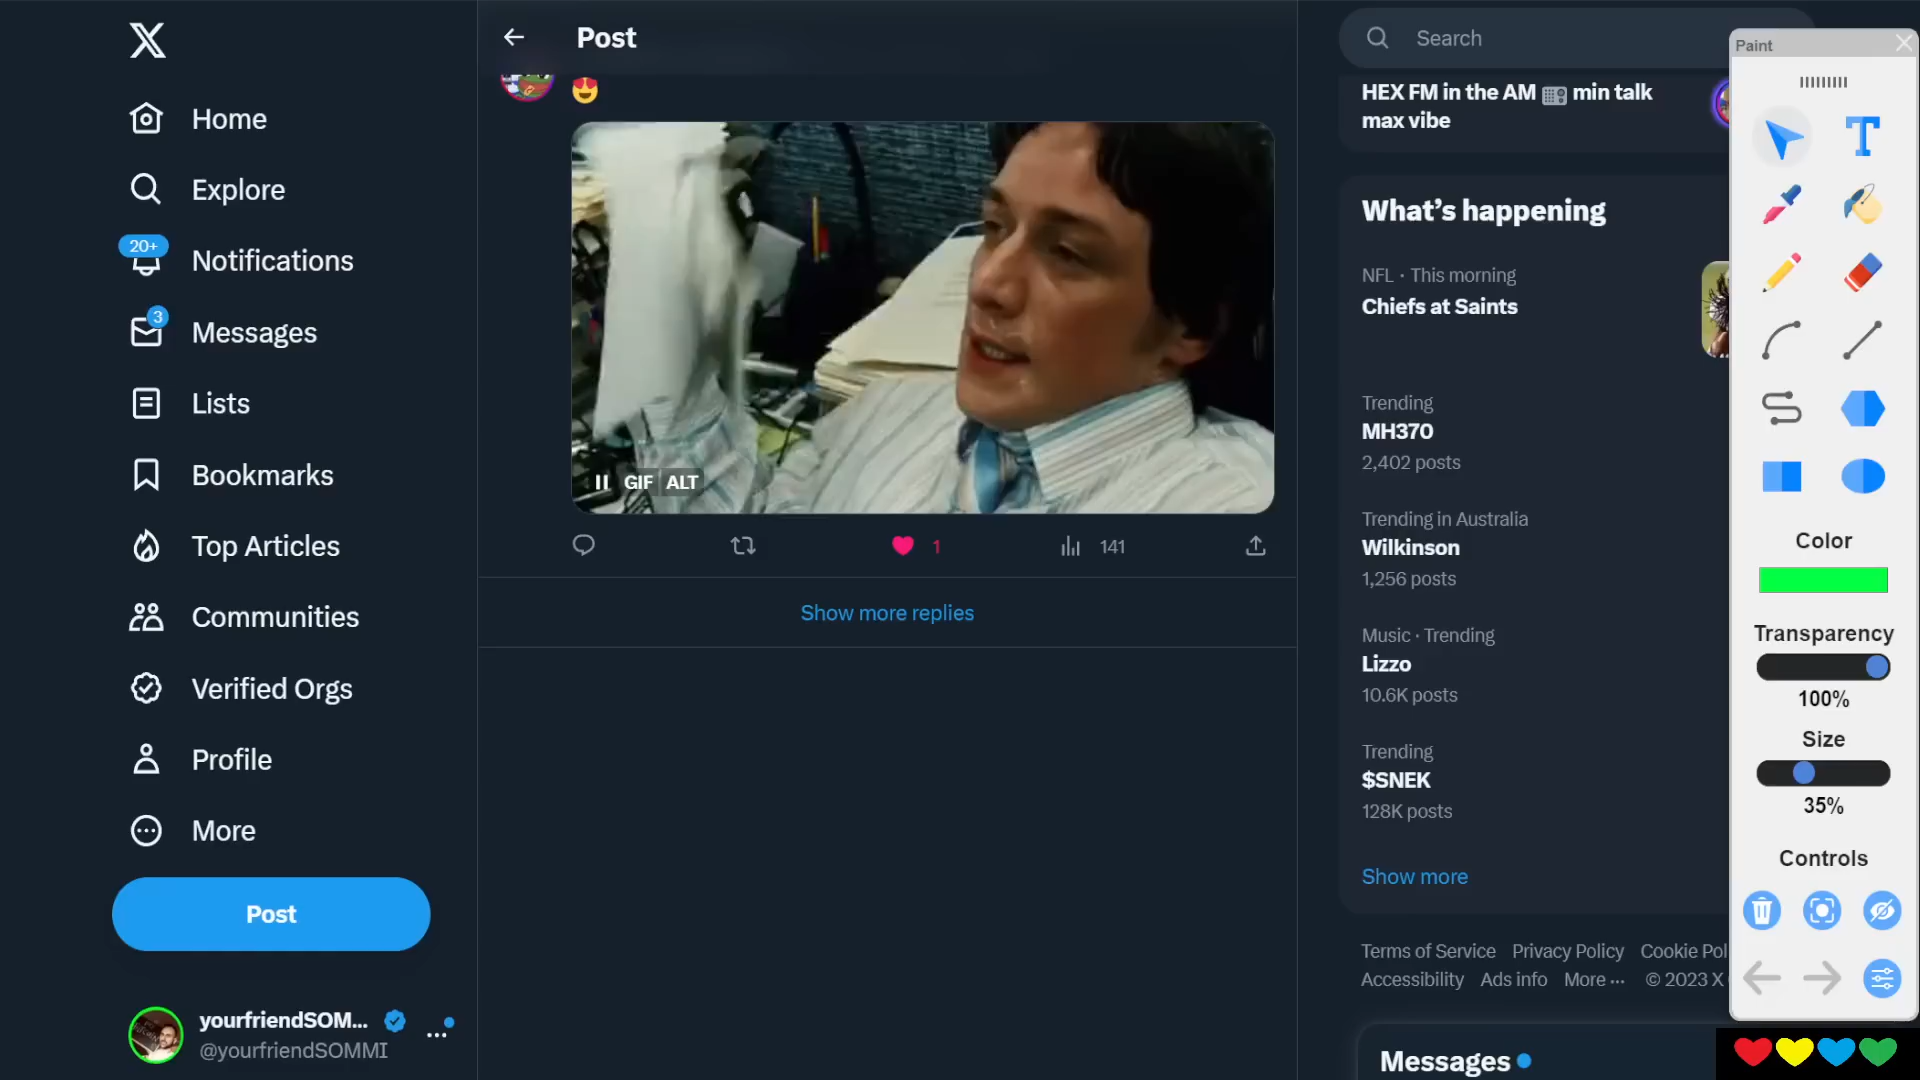 Home
Explore
20+
Notifications
3
Messages
Lists
Bookmarks
Top Articles
Communities
Verified Orgs
Profile
More
Post
yourfriendSOM...
@yourfriendSOMMI
Post
GIF ALT
1
141
Show more replies
Search
HEX FM in the AM min talk
max vibe
What's happening
NFL · This morning
Chiefs at Saints
Trending
MH370
2,402 posts
Trending in Australia
Wilkinson
1,256 posts
Music · Trending
Lizzo
10.6K posts
Trending
$SNEK
128K posts
Show more
Terms of Service Privacy Policy Cookie Pol
Accessibility Ads info More ... © 2023 X
Messages
Paint
T
Color
Transparency
100%
Size
35%
Controls